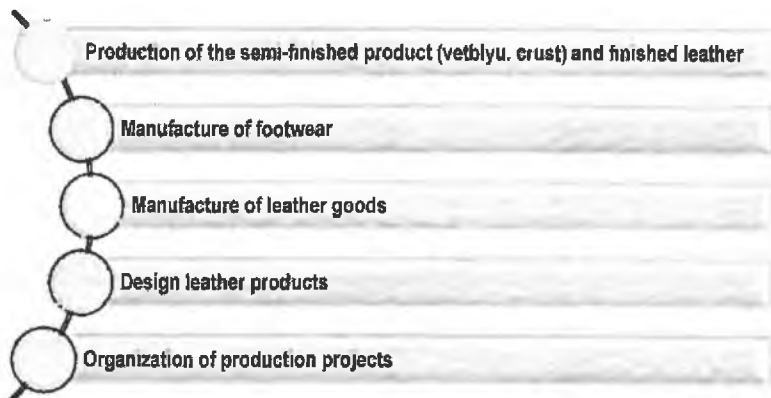 Production of the semi-finished product (vetblyu. crust) and finished leather
Manufacture of footwear
Manufacture of leather goods
Design leather products
Organization of production projects